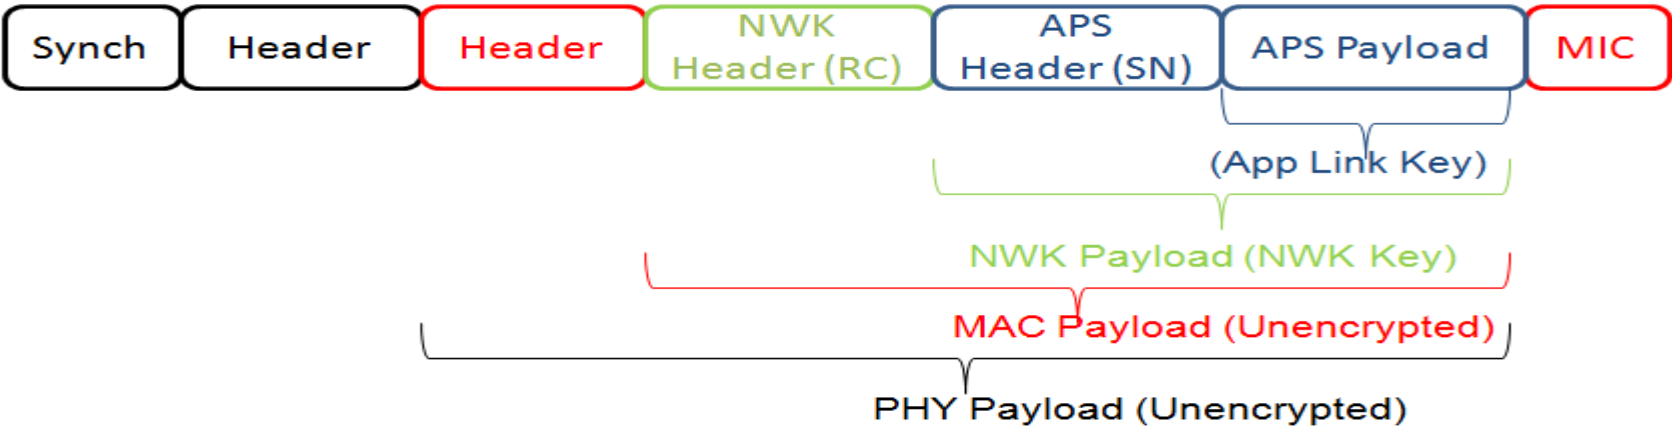 Synch
Header
Header
NWK
Header (RC)
APS
Header (SN)
APS Payload
MIC
(App Link Key)
NWK Payload (NWK Key)
MAC Payload (Unencrypted)
PHY Payload (Unencrypted)